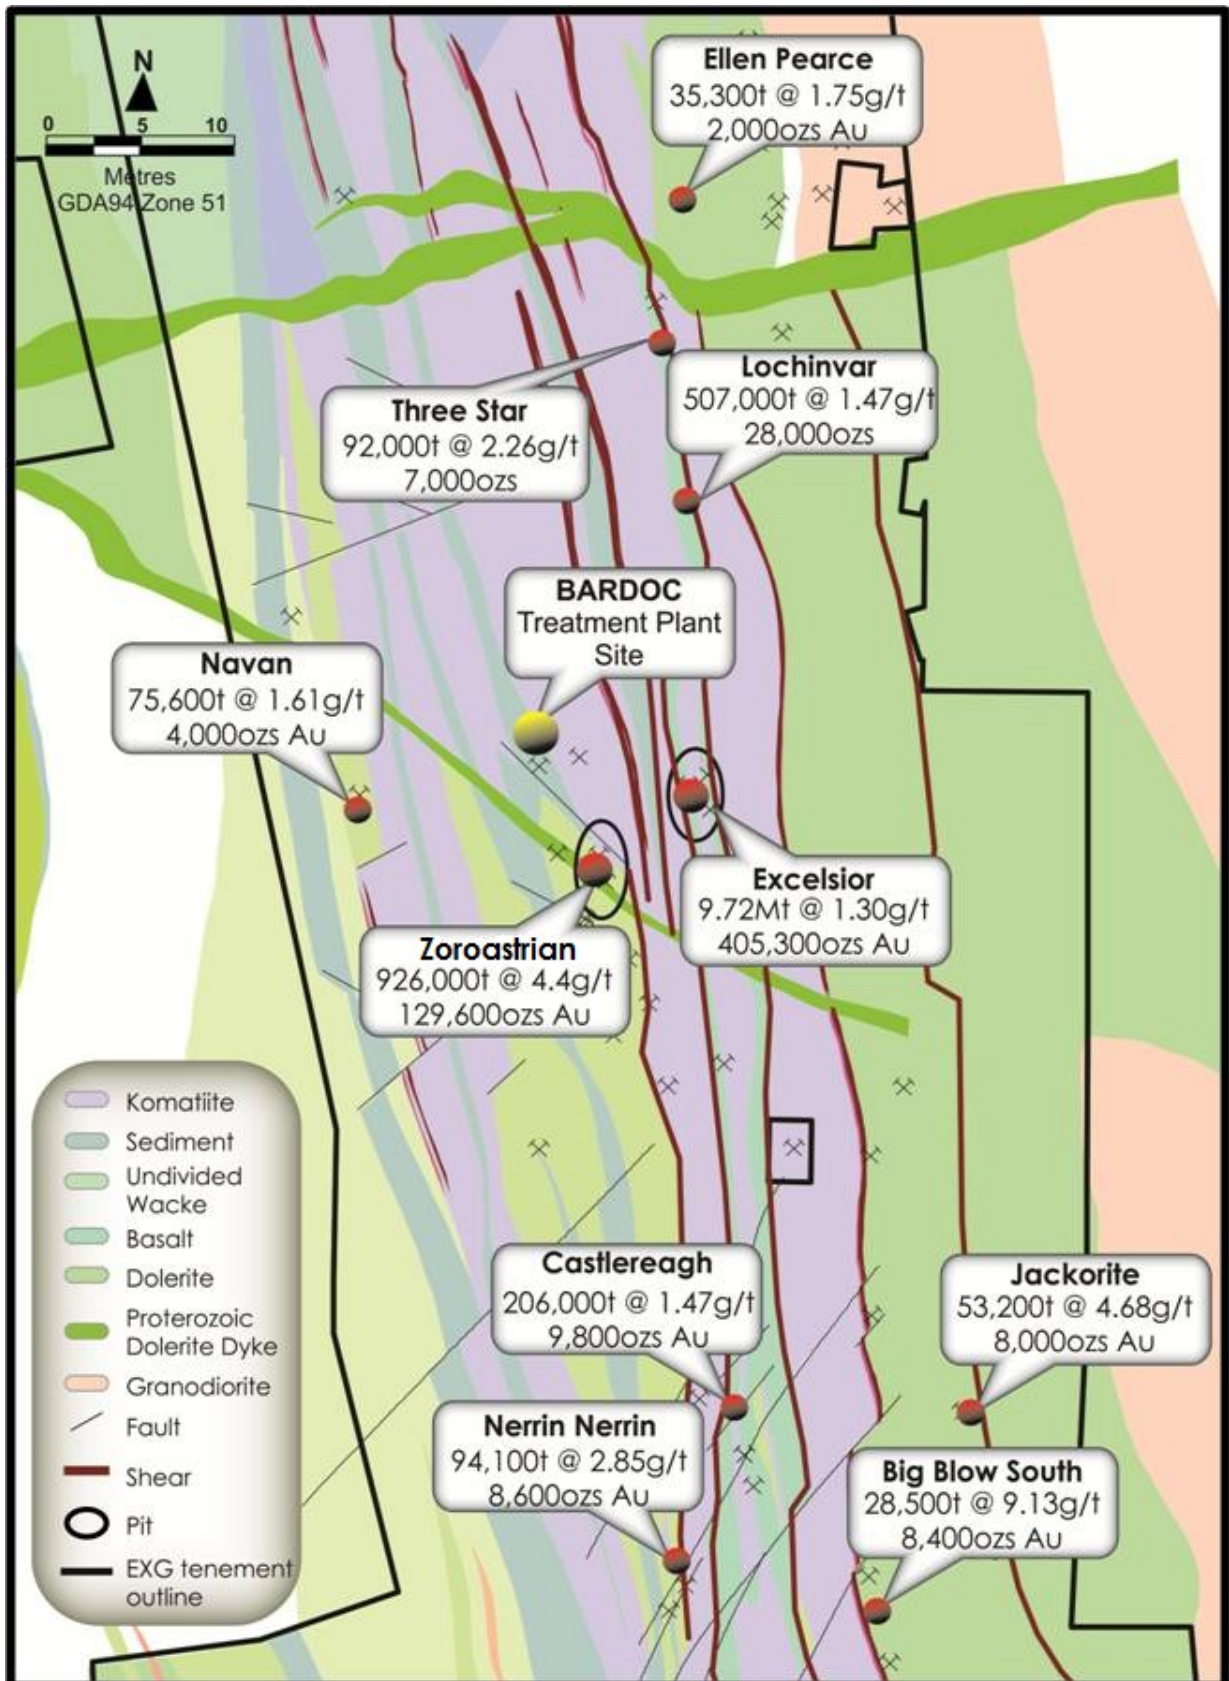 N
0 5 10
Metres
GDA94 Zone 51
Ellen Pearce
35,300t @ 1.75g/t
2,000ozs Au
Lochinvar
507,000t @ 1.47g/t
28,000ozs
Three Star
92,000t @ 2.26g/t
7,000ozs
BARDOC
Treatment Plant
Site
Navan
75,600t @ 1.61g/t
4,000ozs Au
Excelsior
9.72Mt @ 1.30g/t
405,300ozs Au
Zoroastrian
926,000t @ 4.4g/t
129,600ozs Au
Komatiite
Sediment
Undivided
Wacke
Basalt
Dolerite
Proterozoic
Dolerite Dyke
Granodiorite
Fault
Shear
Pit
EXG tenement
outline
Castlereagh
206,000t @ 1.47g/t
9,800ozs Au
Jackorite
53,200t @ 4.68g/t
8,000ozs Au
Nerrin Nerrin
94,100t @ 2.85g/t
8,600ozs Au
Big Blow South
28,500t @ 9.13g/t
8,400ozs Au